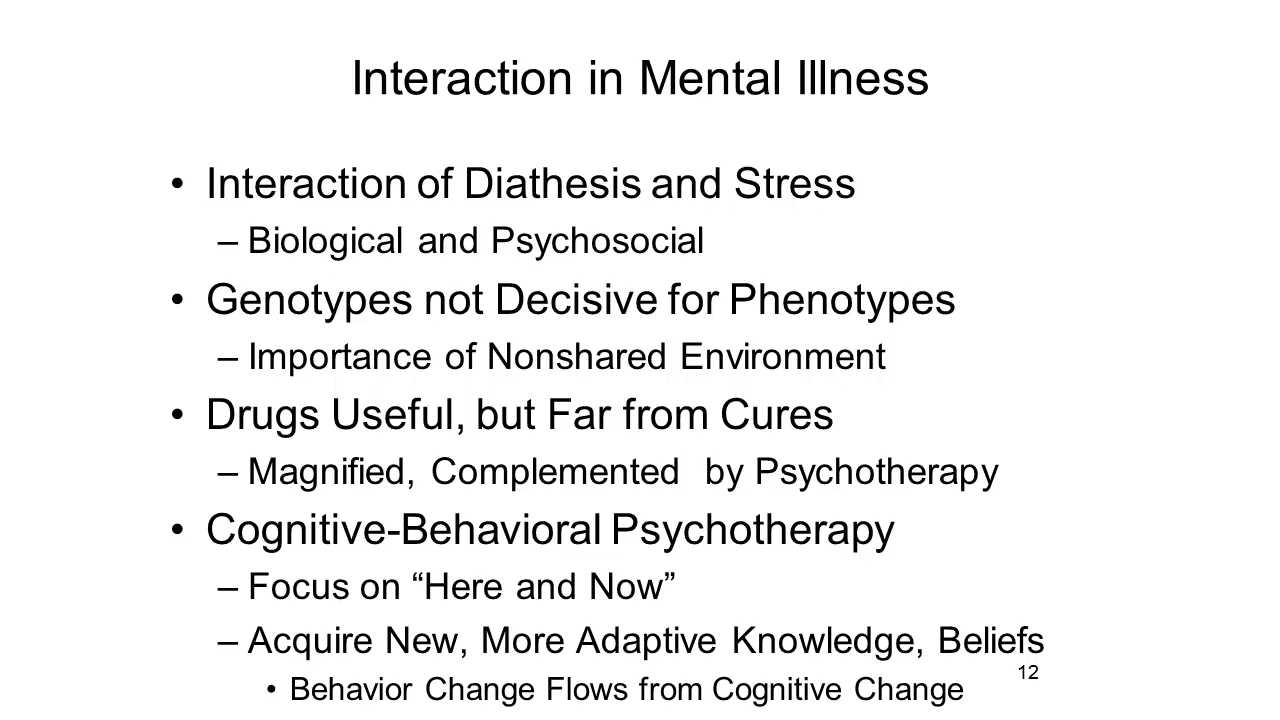 Interaction in Mental Illness
• Interaction of Diathesis and Stress
– Biological and Psychosocial
• Genotypes not Decisive for Phenotypes
– Importance of Nonshared Environment
• Drugs Useful, but Far from Cures
– Magnified, Complemented by Psychotherapy
• Cognitive-Behavioral Psychotherapy
– Focus on “Here and Now”
– Acquire New, More Adaptive Knowledge, Beliefs
12
• Behavior Change Flows from Cognitive Change